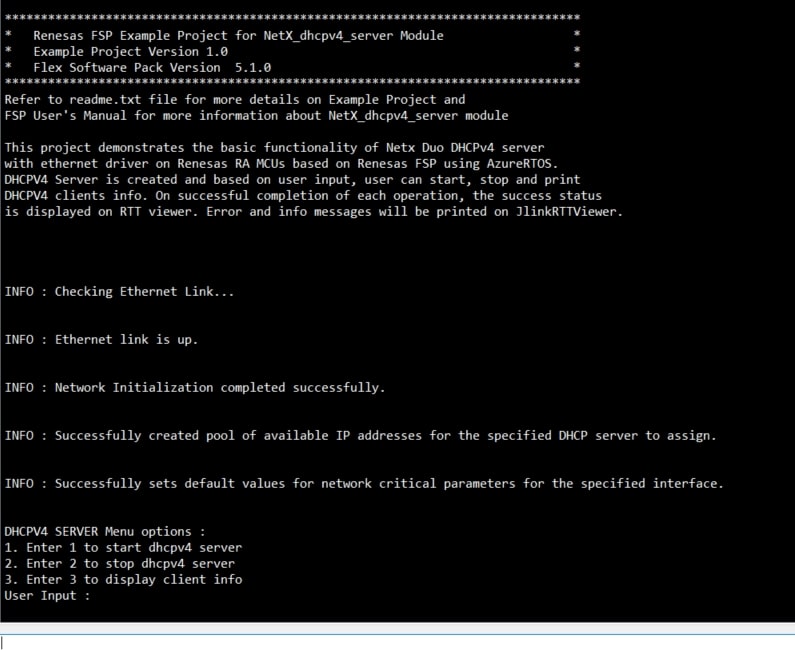 ********************************************************************************
*   Renesas FSP Example Project for NetX_dhcpv4_server Module                  *
*   Example Project Version 1.0                                                *
*   Flex Software Pack Version  5.1.0                                          *
********************************************************************************
Refer to readme.txt file for more details on Example Project and
FSP User's Manual for more information about NetX_dhcpv4_server module
This project demonstrates the basic functionality of Netx Duo DHCPv4 server
with ethernet driver on Renesas RA MCUs based on Renesas FSP using AzureRTOS.
DHCPV4 Server is created and based on user input, user can start, stop and print
DHCPV4 clients info. On successful completion of each operation, the success status
is displayed on RTT viewer. Error and info messages will be printed on JlinkRTTViewer.
INFO : Checking Ethernet Link...
INFO : Ethernet link is up.
INFO : Network Initialization completed successfully.
INFO : Successfully created pool of available IP addresses for the specified DHCP server to assign.
INFO : Successfully sets default values for network critical parameters for the specified interface.
DHCPV4 SERVER Menu options :
1. Enter 1 to start dhcpv4 server
2. Enter 2 to stop dhcpv4 server
3. Enter 3 to display client info
User Input :